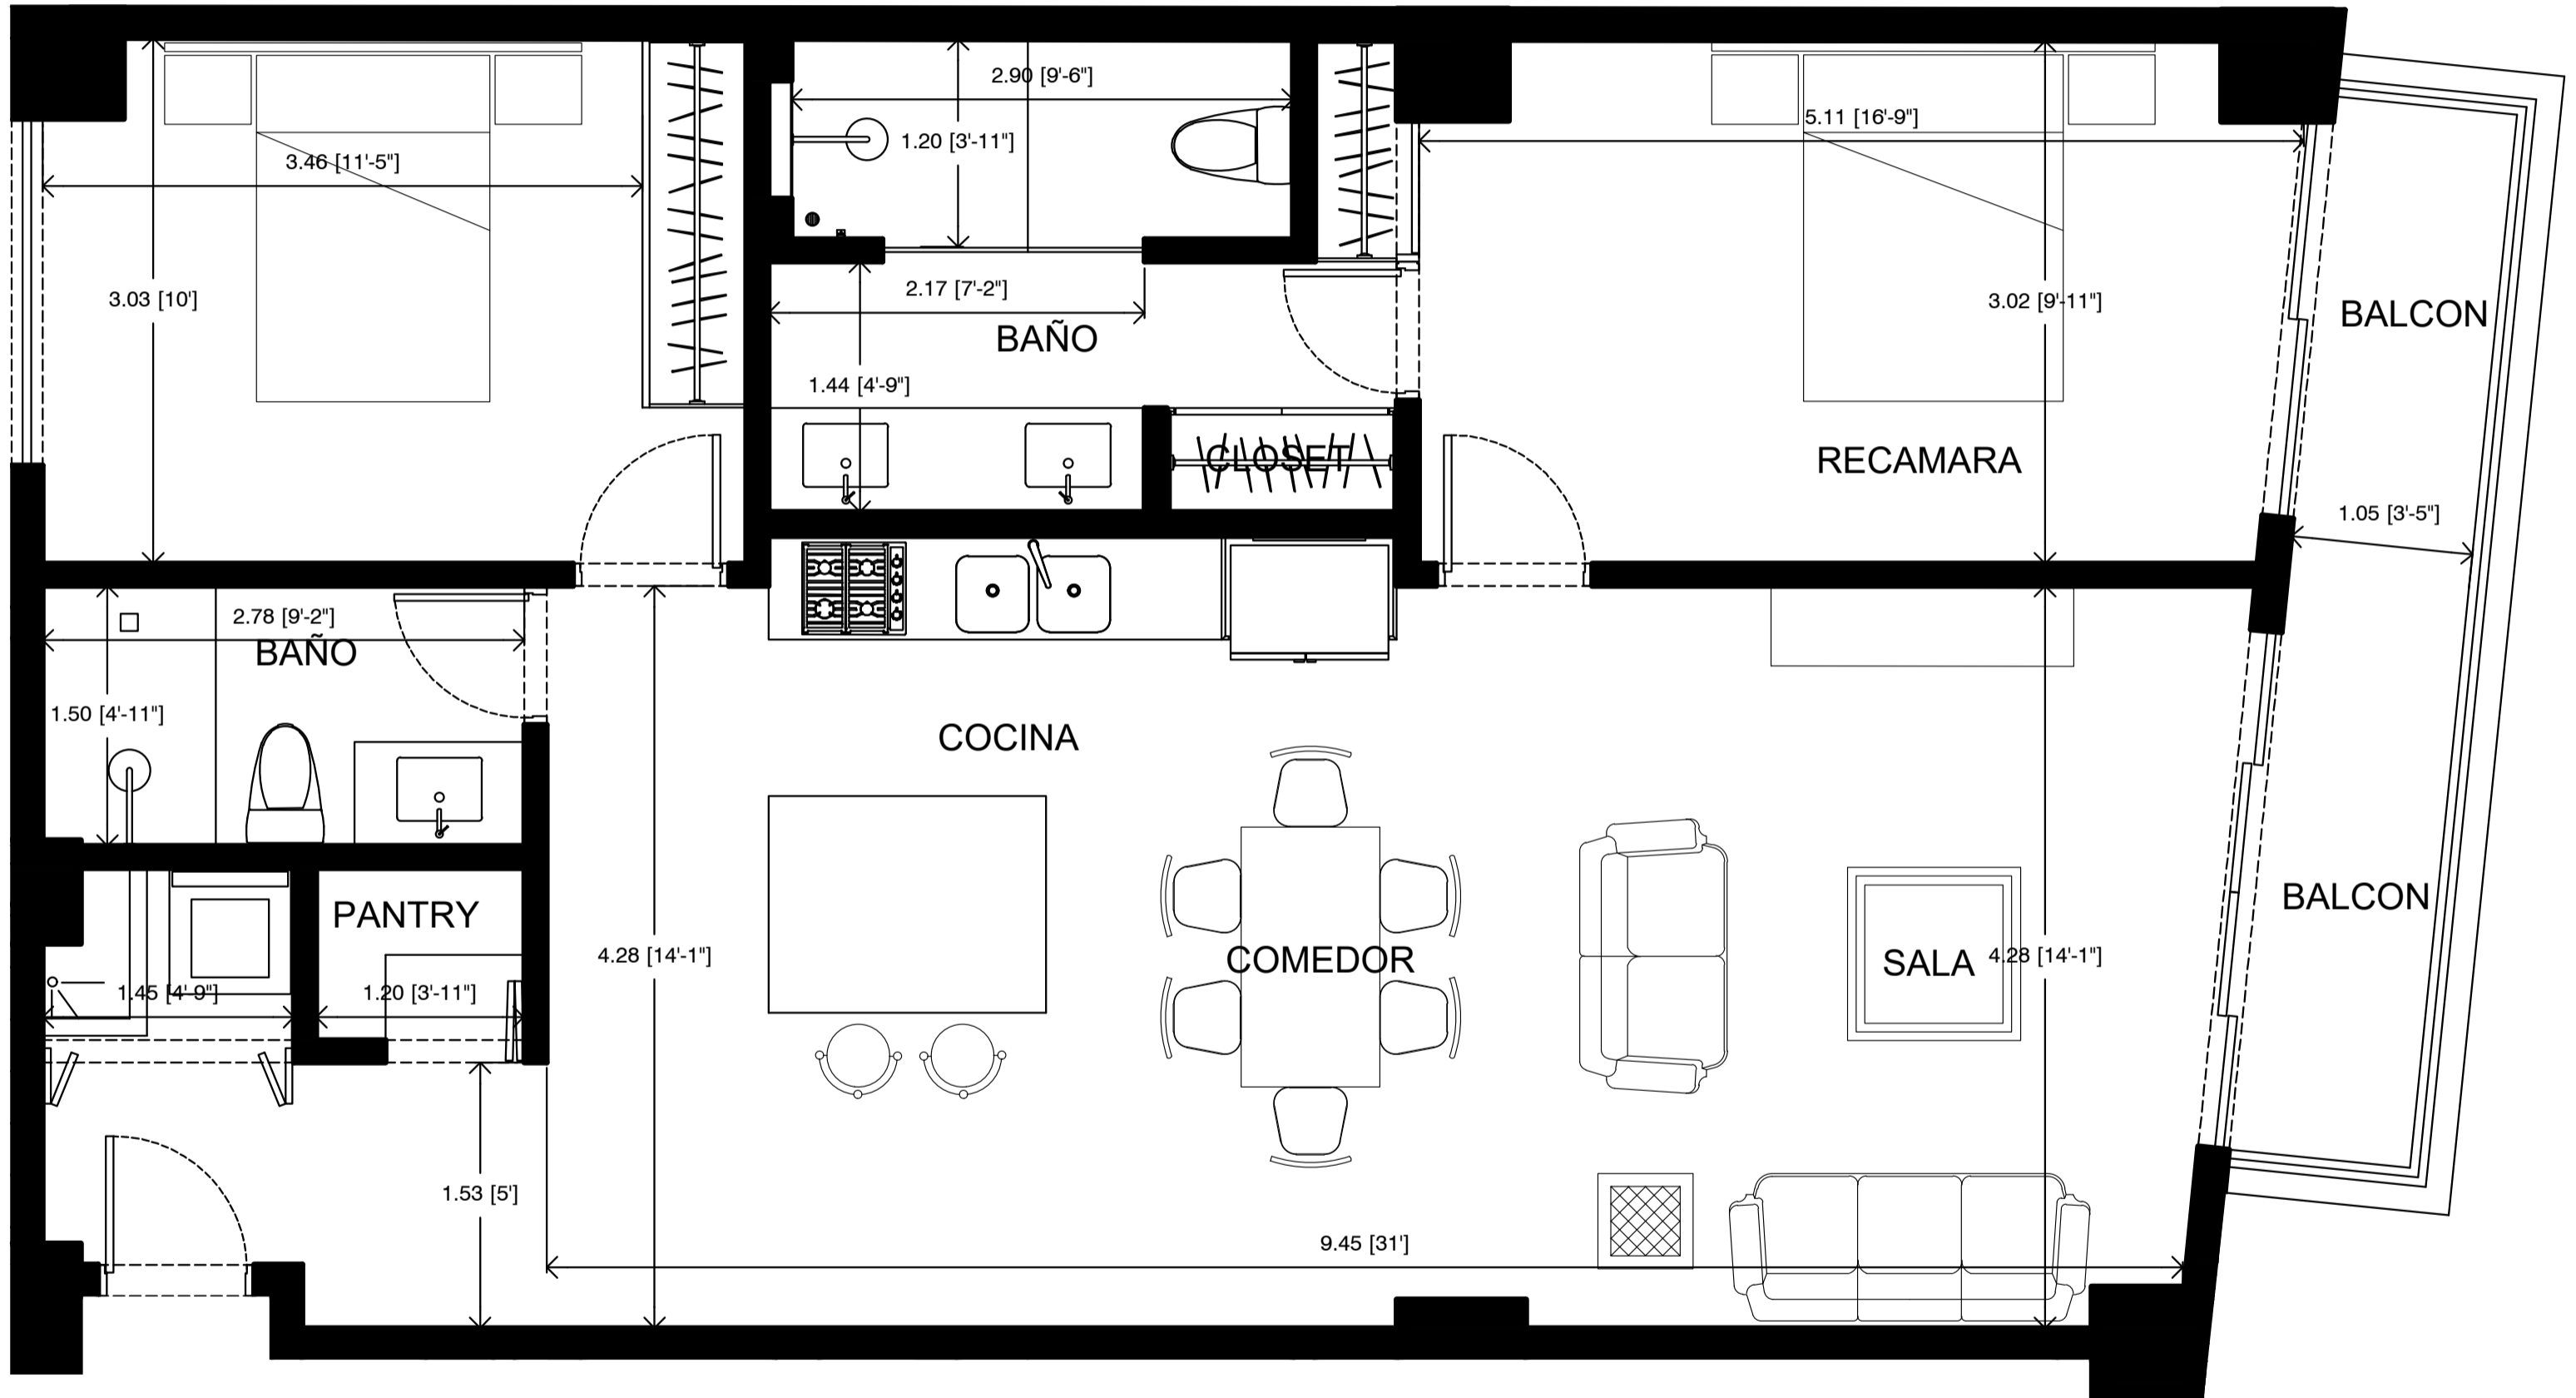 2.90 [9'-6"]
5.11 [16'-9"]
1.20 [3'-11"]
3.46 [11'-5"]
2.17 [7'-2"]
3.03 [10']
3.02 [9'-11"]
BALCON
BAÑO
1.44 [4'-9"]
CLOSET
RECAMARA
1.05 [3'-5"]
2.78 [9'-2"]
BAÑO
1.50 [4'-11"]
COCINA
BALCON
PANTRY
4.28 [14'-1"]
COMEDOR
SALA
4.28 [14'-1"]
1.45 [4'-9"]
1.20 [3'-11"]
1.53 [5']
9.45 [31']